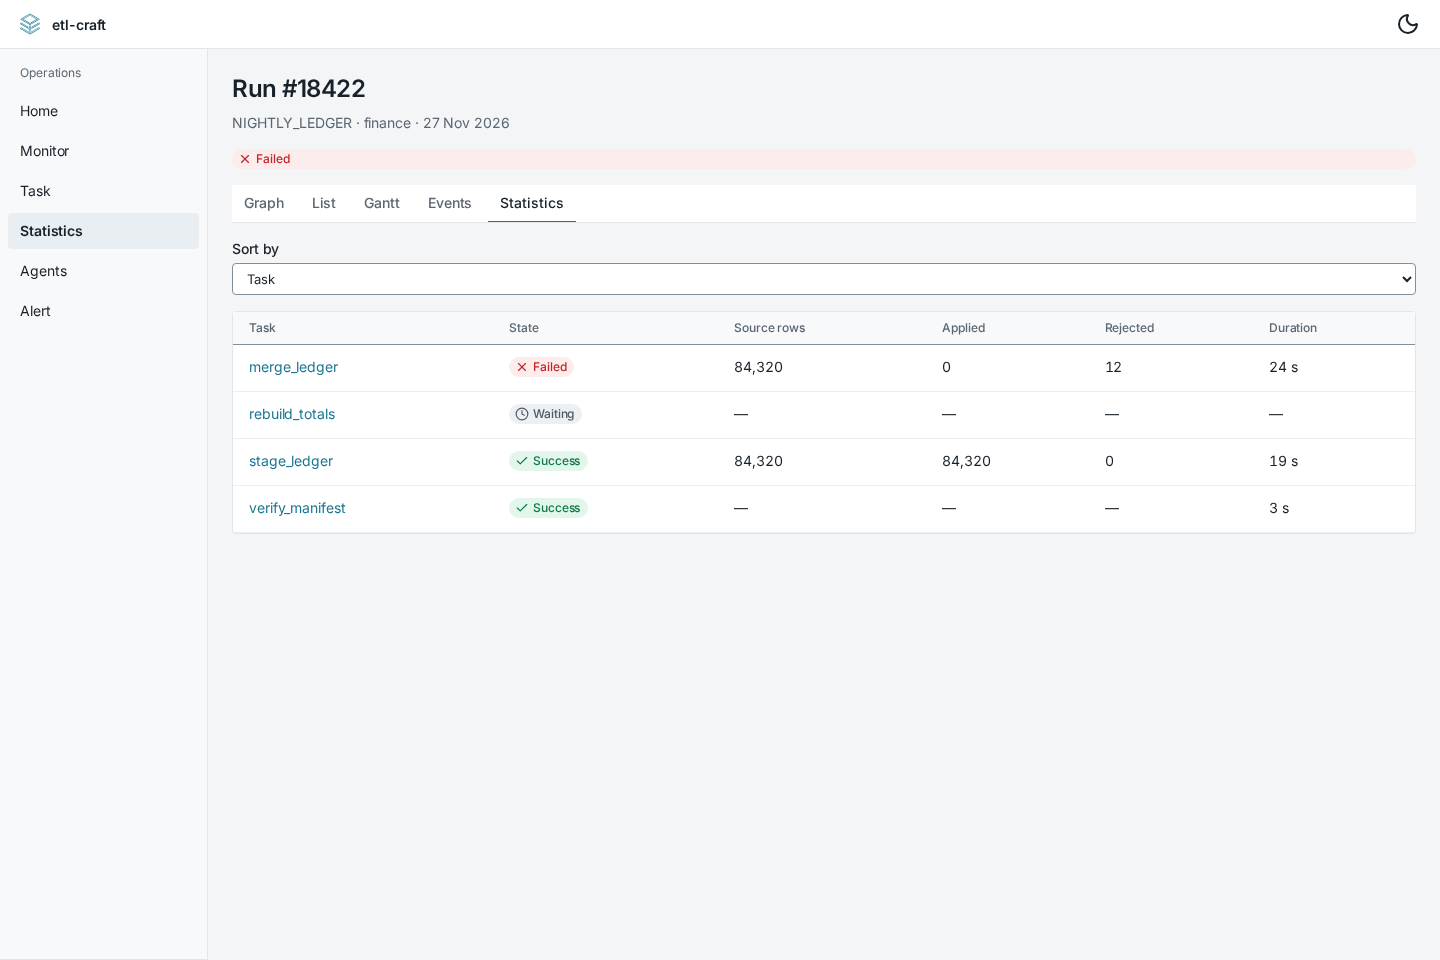 etl-craft
Operations
Home
Monitor
Task
Statistics
Agents
Alert
Run #18422
NIGHTLY_LEDGER · finance · 27 Nov 2026
Failed
Graph List Gantt Events Statistics
Sort by
Task
Task State Source rows Applied Rejected Duration
merge_ledger Failed 84,320 0 12 24 s
rebuild_totals Waiting — — — —
stage_ledger Success 84,320 84,320 0 19 s
verify_manifest Success — — — 3 s